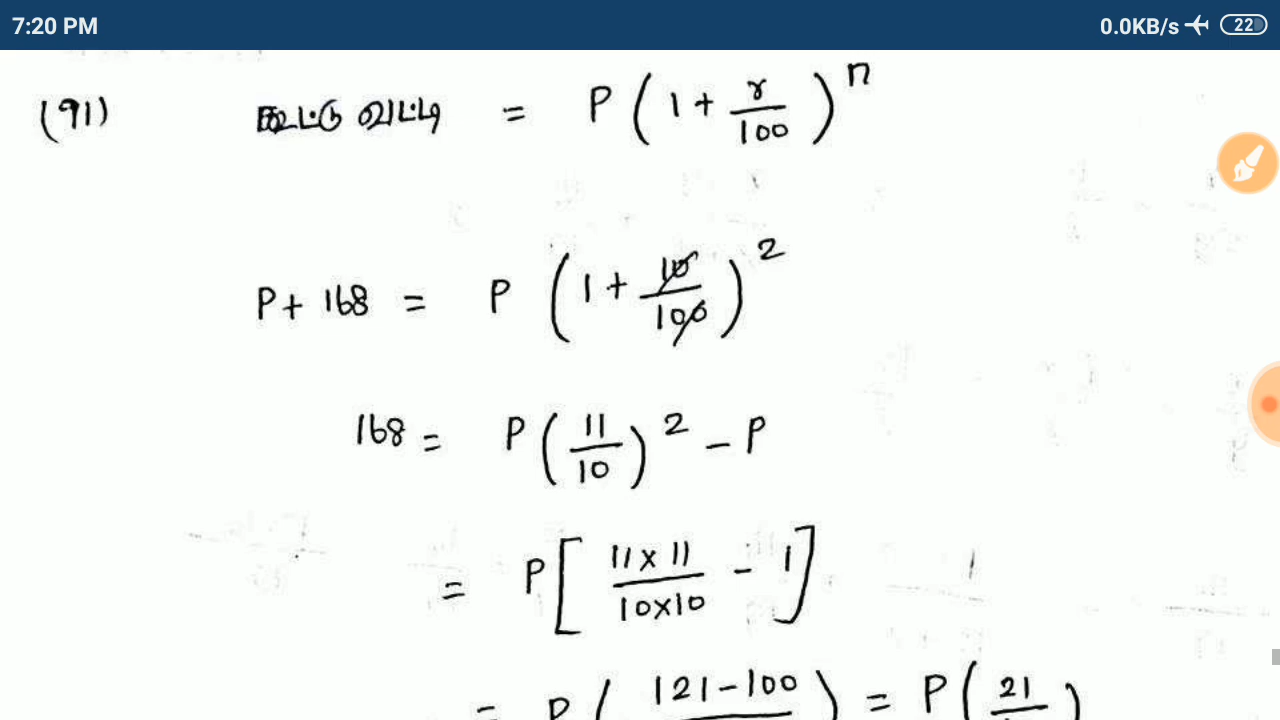 7:20 PM 0.0KB/s 22
(91) கூட்டு வட்டி = P ( 1 + r/100 )^n
P + 168 = P ( 1 + 10/100 )^2
168 = P ( 11/10 )^2 - P
= P [ 11 x 11 / 10 x 10 - 1 ]
= P ( 121 - 100 ) = P ( 21 )